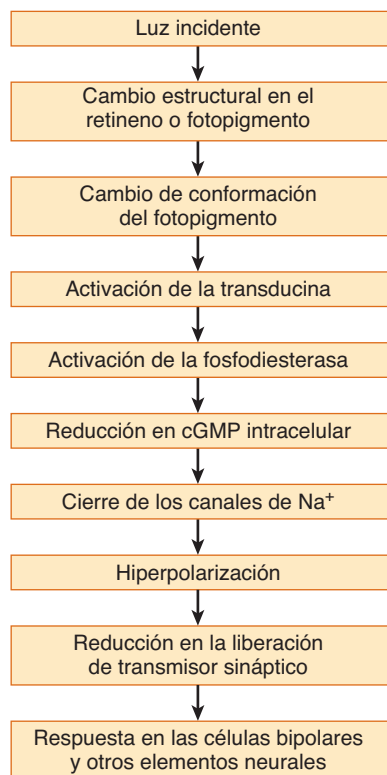 Luz incidente
Cambio estructural en el
retineno o fotopigmento
Cambio de conformación
del fotopigmento
Activación de la transducina
Activación de la fosfodiesterasa
Reducción en cGMP intracelular
Cierre de los canales de Na⁺
Hiperpolarización
Reducción en la liberación
de transmisor sináptico
Respuesta en las células bipolares
y otros elementos neurales